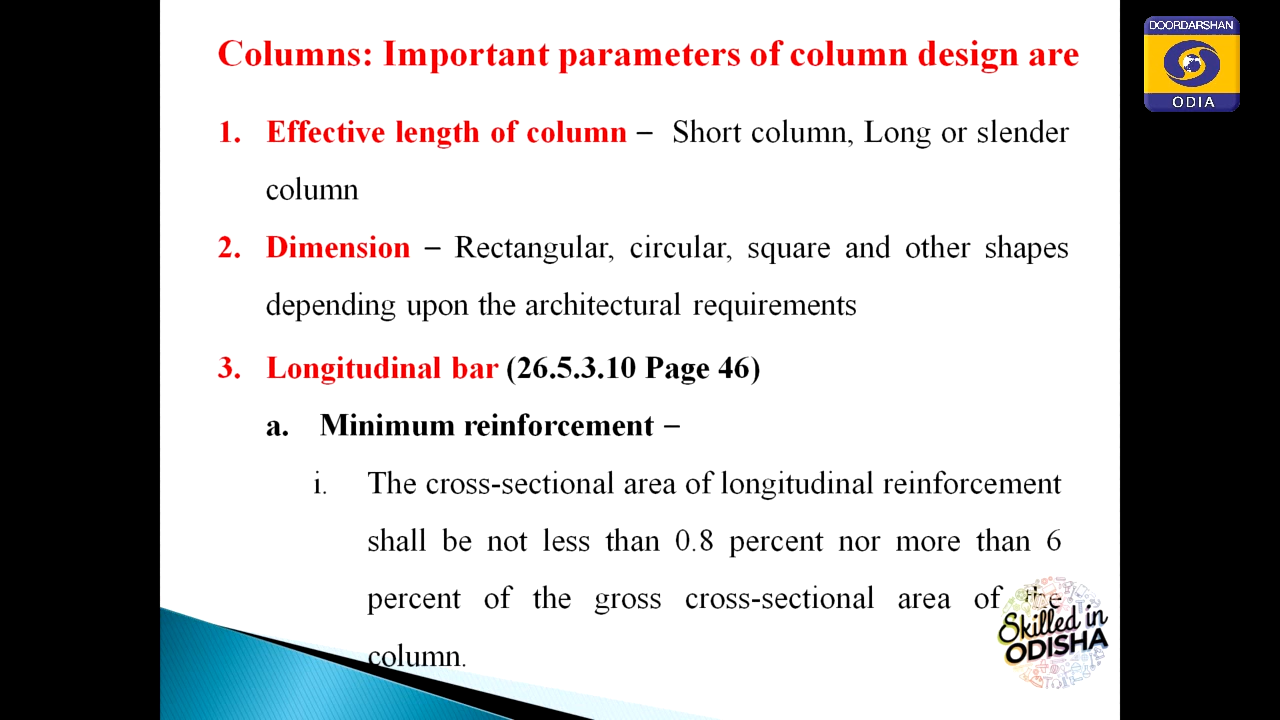 Columns: Important parameters of column design are
DOORDARSHAN
ODIA
1. Effective length of column – Short column, Long or slender
column
2. Dimension – Rectangular, circular, square and other shapes
depending upon the architectural requirements
3. Longitudinal bar (26.5.3.10 Page 46)
a. Minimum reinforcement –
i. The cross-sectional area of longitudinal reinforcement
shall be not less than 0.8 percent nor more than 6
percent of the gross cross-sectional area of the
column.
Skilled in
ODISHA